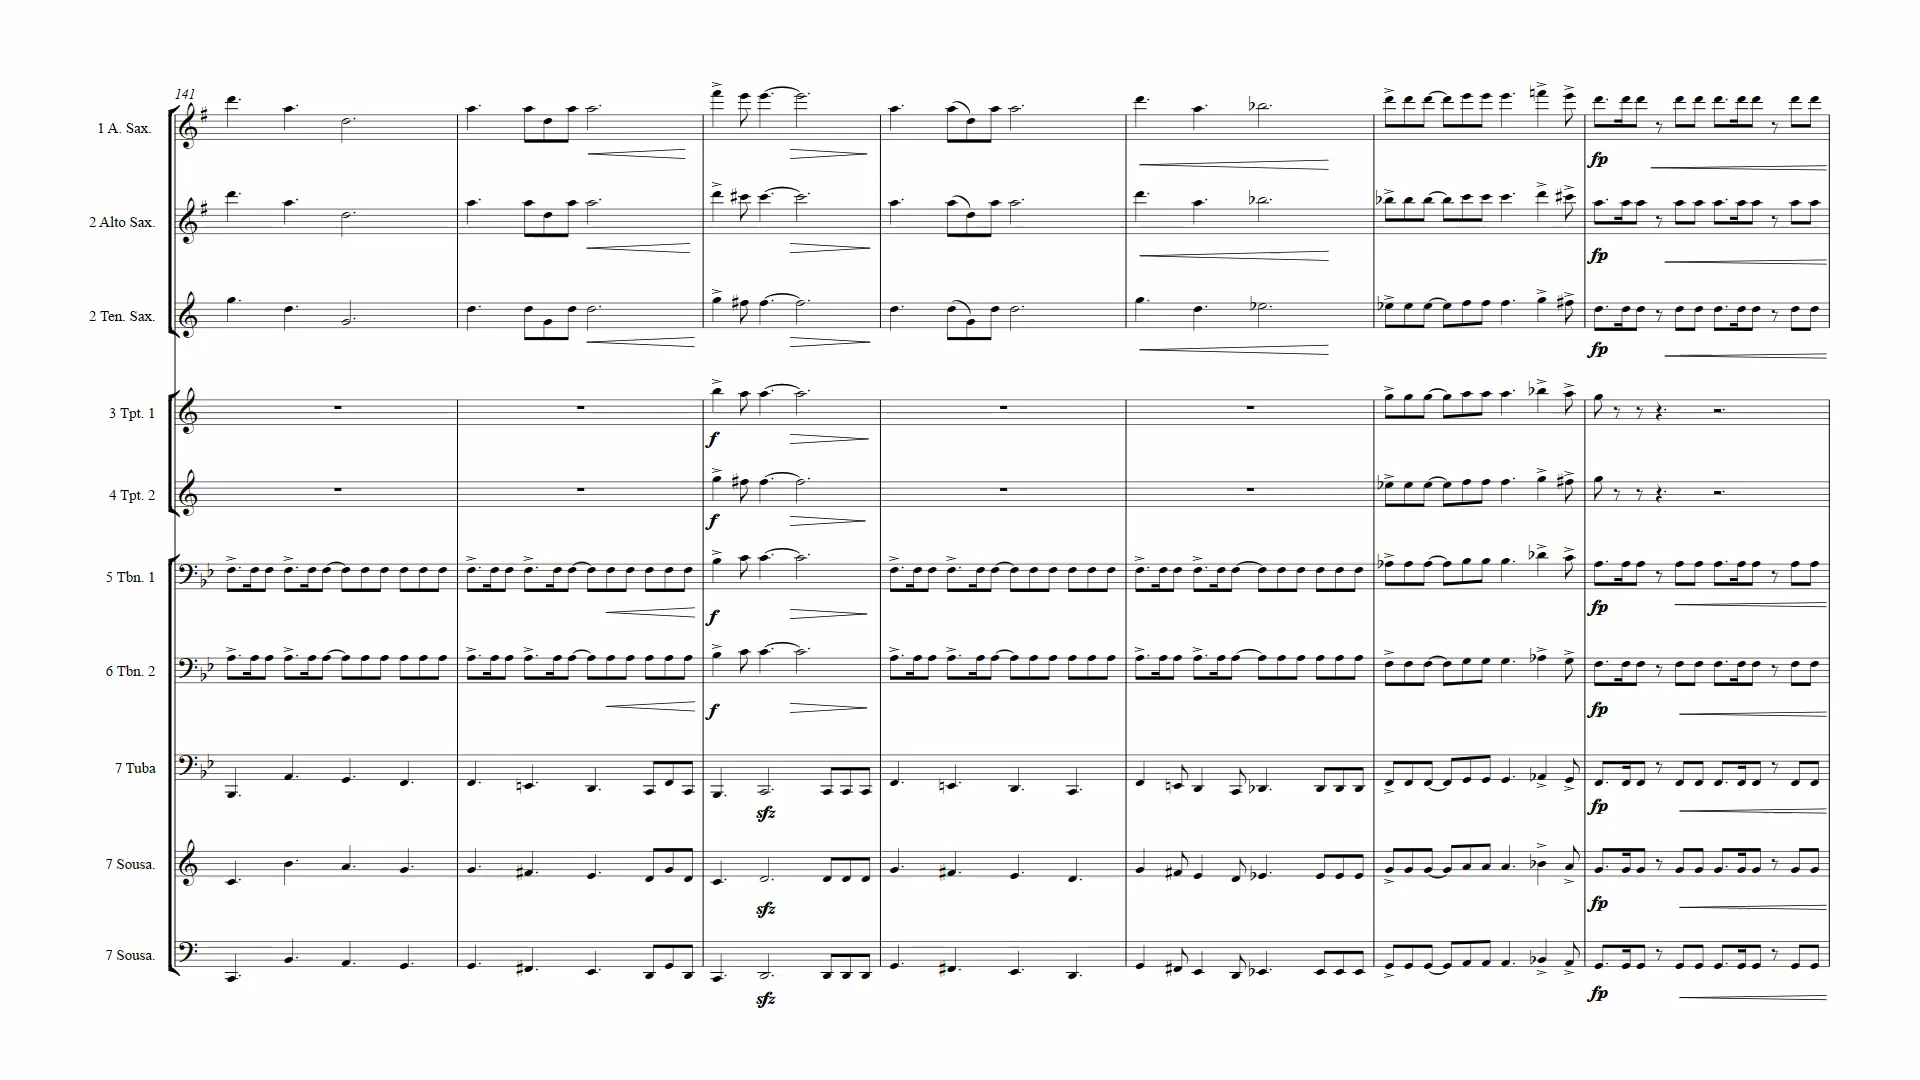 141
1 A. Sax.
fp
2 Alto Sax.
fp
2 Ten. Sax.
fp
3 Tpt. 1
f
4 Tpt. 2
f
5 Tbn. 1
f fp
6 Tbn. 2
f fp
7 Tuba
sfz fp
7 Sousa.
sfz fp
7 Sousa.
sfz fp